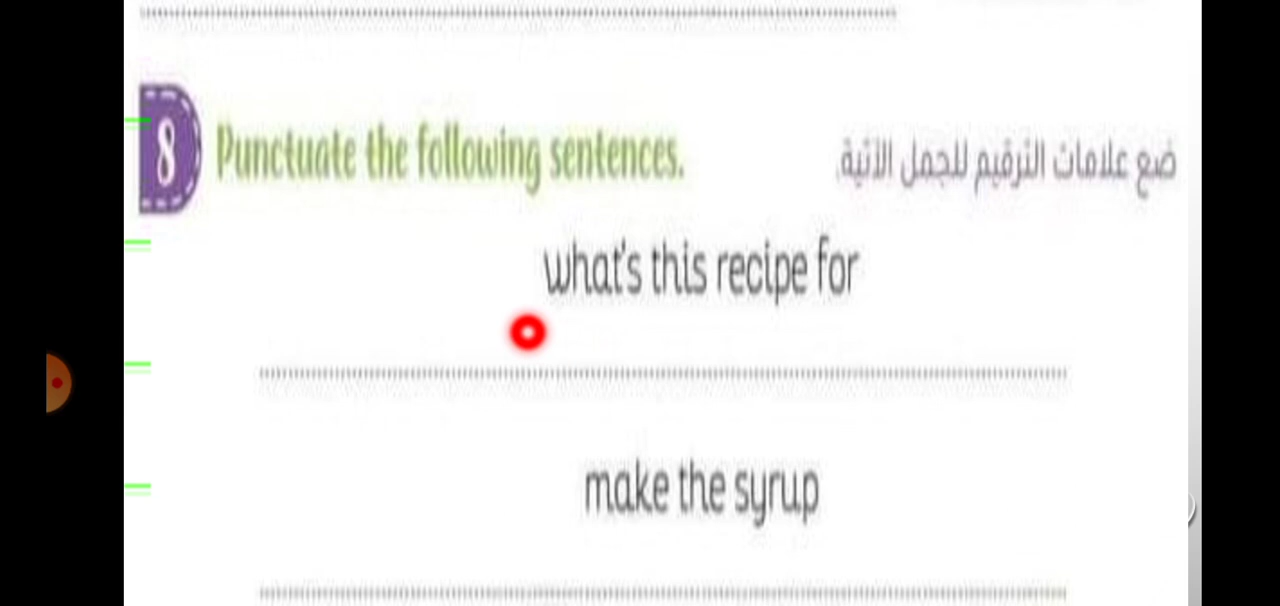 8 Punctuate the following sentences. ضع علامات الترقيم للجمل الآتية.
what's this recipe for
make the syrup